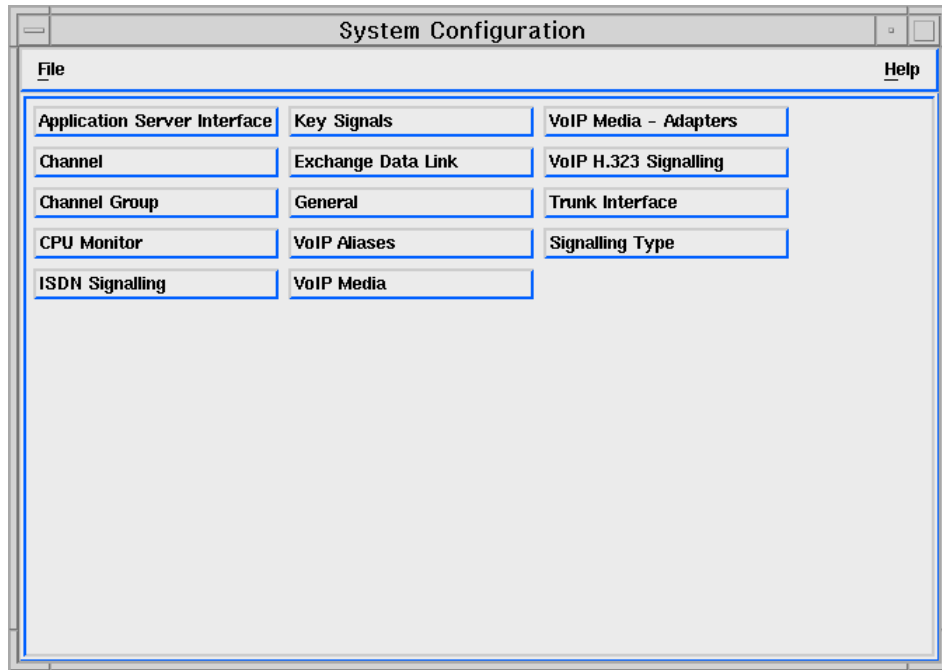 System Configuration
File Help
Application Server Interface Key Signals VoIP Media - Adapters
Channel Exchange Data Link VoIP H.323 Signalling
Channel Group General Trunk Interface
CPU Monitor VoIP Aliases Signalling Type
ISDN Signalling VoIP Media